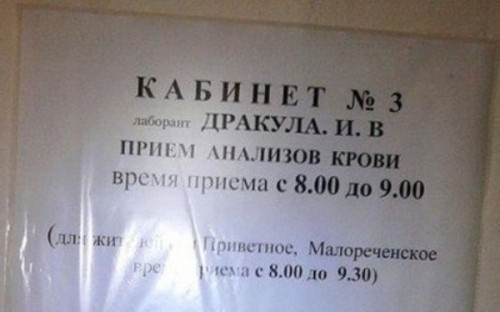 КАБИНЕТ № 3
лаборант ДРАКУЛА. И. В
ПРИЕМ АНАЛИЗОВ КРОВИ
время приема с 8.00 до 9.00
(для Приветное, Малореченское
приема с 8.00 до 9.30)